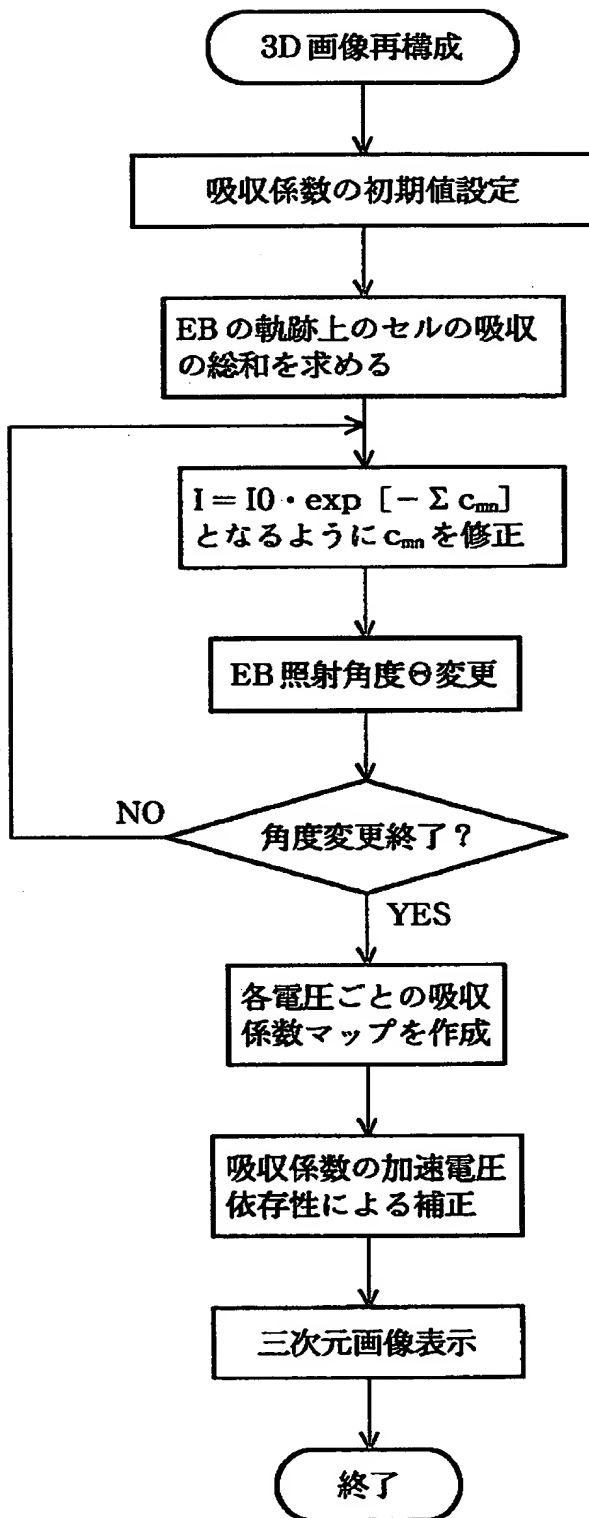 3D 画像再構成
吸収係数の初期値設定
EB の軌跡上のセルの吸収
の総和を求める
I = I0・exp [－Σ cmn]
となるように cmn を修正
EB 照射角度Θ変更
角度変更終了？
NO
YES
各電圧ごとの吸収
係数マップを作成
吸収係数の加速電圧
依存性による補正
三次元画像表示
終了